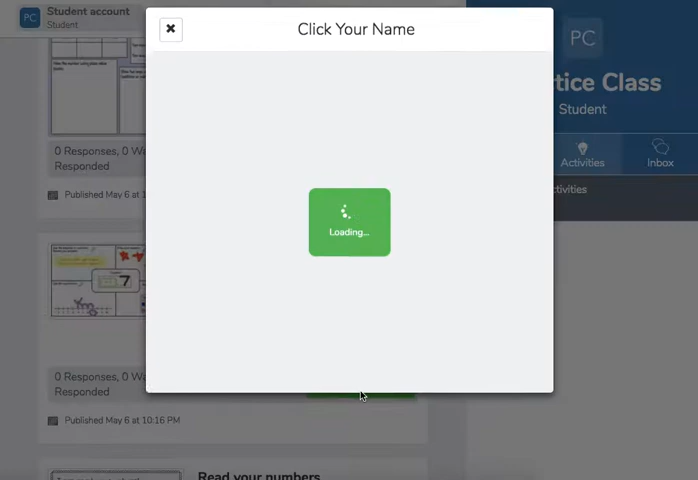 PC
Student account
Student
✖
Click Your Name
PC
tice Class
Student
Activities
Inbox
tivities
Loading...
0 Responses, 0 Wa
Responded
Published May 6 at 1
7
0 Responses, 0 Wa
Responded
Published May 6 at 10:16 PM
Read your numbers